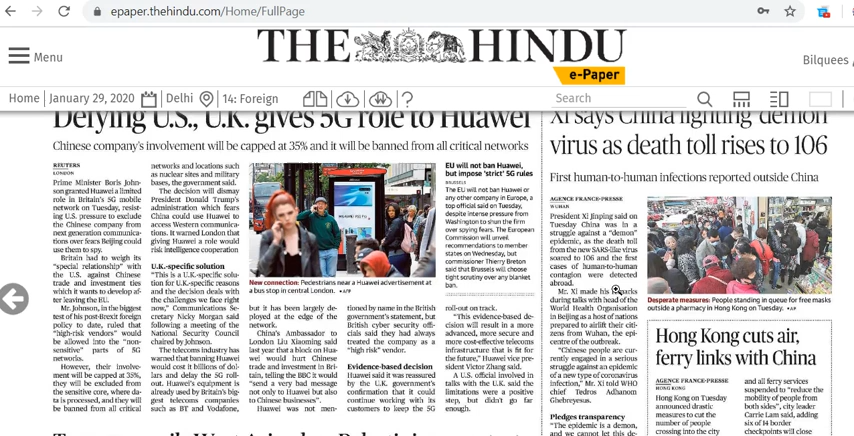 epaper.thehindu.com/Home/FullPage
Menu
THE HINDU
e-Paper
Bilquees
Home
January 29, 2020
Delhi
14: Foreign
Search
Defying U.S., U.K. gives 5G role to Huawei
Chinese company's involvement will be capped at 35% and it will be banned from all critical networks
REUTERS
LONDON
Prime Minister Boris John-
son granted Huawei a limited
role in Britain's 5G mobile
network on Tuesday, resist-
ing U.S. pressure to exclude
the Chinese company from
next generation communica-
tions over fears Beijing could
use them to spy.
Britain had to weigh its
"special relationship" with
the U.S. against Chinese
trade and investment ties
which it wants to develop af-
ter leaving the EU.
Mr. Johnson, in the biggest
test of his post-Brexit foreign
policy to date, ruled that
"high-risk vendors" would
be allowed into the "non-
sensitive" parts of 5G
networks.
However, their involve-
ment will be capped at 35%,
they will be excluded from
the sensitive core, where da-
ta is processed, and they will
be banned from all critical
networks and locations such
as nuclear sites and military
bases, the government said.
The decision will dismay
President Donald Trump's
administration which fears
China could use Huawei to
access Western communica-
tions. It warned London that
giving Huawei a role would
risk intelligence cooperation
U.K.-specific solution
"This is a U.K.-specific solu-
tion for U.K.-specific reasons
and the decision deals with
the challenges we face right
now," Communications Se-
cretary Nicky Morgan said
following a meeting of the
National Security Council
chaired by Johnson.
The telecoms industry has
warned that banning Huawei
would cost it billions of dol-
lars and delay the 5G roll
out. Huawei's equipment is
already used by Britain's big-
gest telecoms companies
such as BT and Vodafone,
New connection: Pedestrians near a Huawei advertisement at
a bus stop in central London. AFP
but it has been largely de-
ployed at the edge of the
network.
China's Ambassador to
London Liu Xiaoming said
last year that a block on Hua-
wei would hurt Chinese
trade and investment in Bri-
tain, telling the BBC it would
"send a very bad message
not only to Huawei but also
to Chinese businesses".
Huawei was not men-
tioned by name in the British
government's statement, but
British cyber security offi-
cials said they had already
treated the company as a
"high risk" vendor.
Evidence-based decision
Huawei said it was reassured
by the U.K. government's
confirmation that it could
continue working with its
customers to keep the 5G
roll-out on track.
"This evidence-based de-
cision will result in a more
advanced, more secure and
more cost-effective telecoms
infrastructure that is fit for
the future," Huawei vice pre-
sident Victor Zhang said.
A U.S. official involved in
talks with the U.K. said the
limitations were a positive
step, but didn't go far
enough.
EU will not ban Huawei,
but impose 'strict' 5G rules
BRUSSELS
The EU will not ban Huawei or
any other company in Europe, a
top official said on Tuesday,
despite intense pressure from
Washington to shun the firm
over spying fears. The European
Commission will unveil
recommendations to member
states on Wednesday, but
commissioner Thierry Breton
said that Brussels will choose
tight scrutiny over any blanket
ban.
Xi says China fighting 'demon'
virus as death toll rises to 106
First human-to-human infections reported outside China
AGENCE FRANCE-PRESSE
WUHAN
President Xi Jinping said on
Tuesday China was in a
struggle against a "demon"
epidemic, as the death toll
from the new SARS-like virus
soared to 106 and the first
cases of human-to-human
contagion were detected
abroad.
Mr. Xi made his
during talks with head of the
World Health Organisation
in Beijing as a host of nations
prepared to airlift their citi-
zens from Wuhan, the epi-
centre of the outbreak.
"Chinese people are cur-
rently engaged in a serious
struggle against an epidemic
of a new type of coronavirus
infection," Mr. Xi told WHO
chief Tedros Adhanom
Ghebreyesus.
Pledges transparency
"The epidemic is a demon,
and we cannot let this de-
Desperate measures: People standing in queue for free masks
outside a pharmacy in Hong Kong on Tuesday. AP
Hong Kong cuts air,
ferry links with China
AGENCE FRANCE-PRESSE
HONG KONG
Hong Kong on Tuesday
announced drastic
measures to cut the
number of people
crossing into the city
and all ferry services
suspended to "reduce the
mobility of people from
both sides", city leader
Carrie Lam said, adding
six of 14 border
checkpoints will close